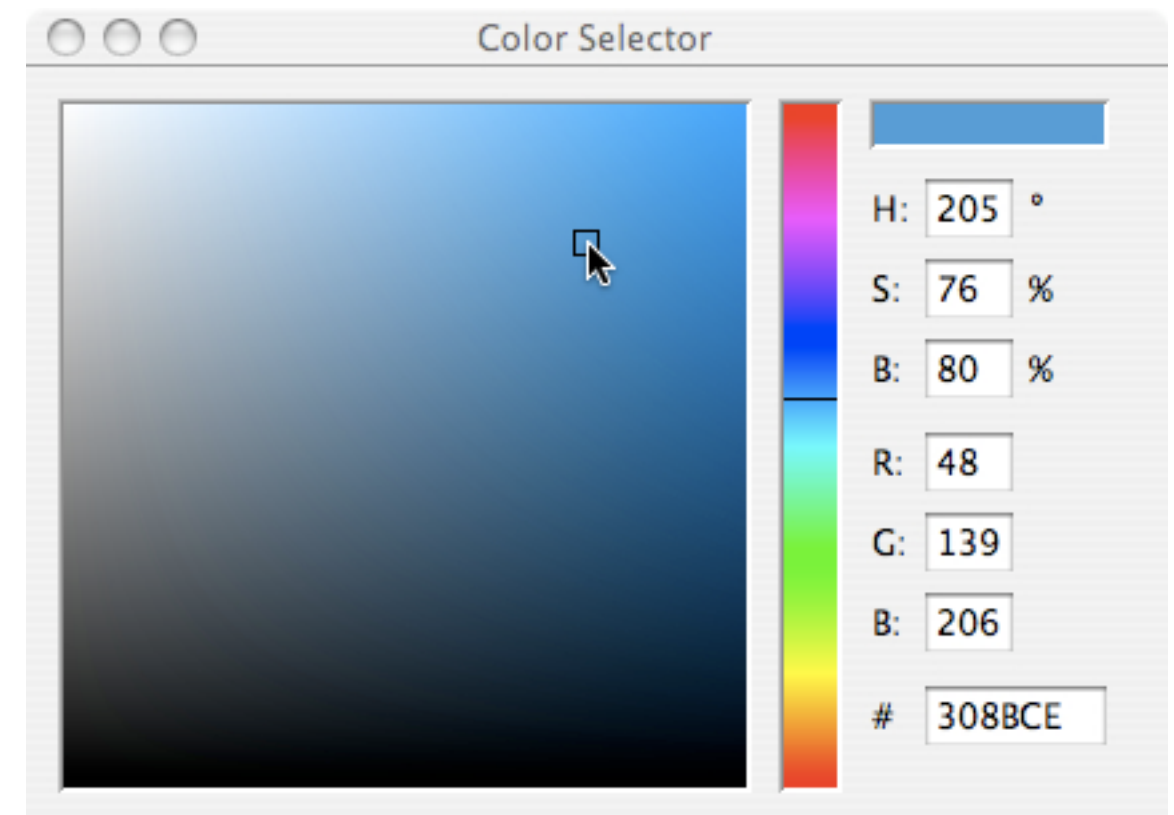 Color Selector
H: 205 °
S: 76 %
B: 80 %
R: 48
G: 139
B: 206
# 308BCE